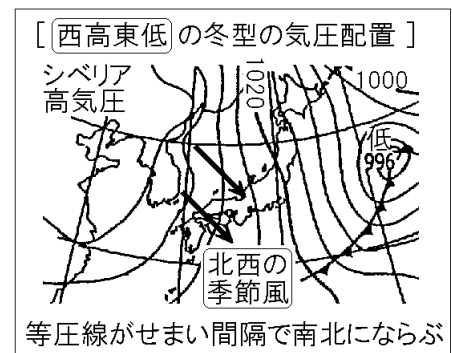 [ 西高東低 の冬型の気圧配置 ]
シベリア
高気圧
1020
1000
低
996
北西の
季節風
等圧線がせまい間隔で南北にならぶ